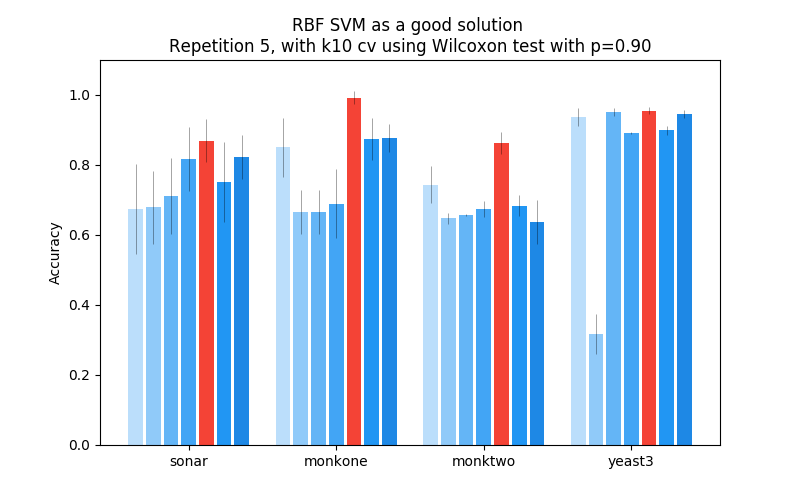 RBF SVM as a good solution
Repetition 5, with k10 cv using Wilcoxon test with p=0.90
Accuracy
1.0
0.8
0.6
0.4
0.2
0.0
sonar
monkone
monktwo
yeast3